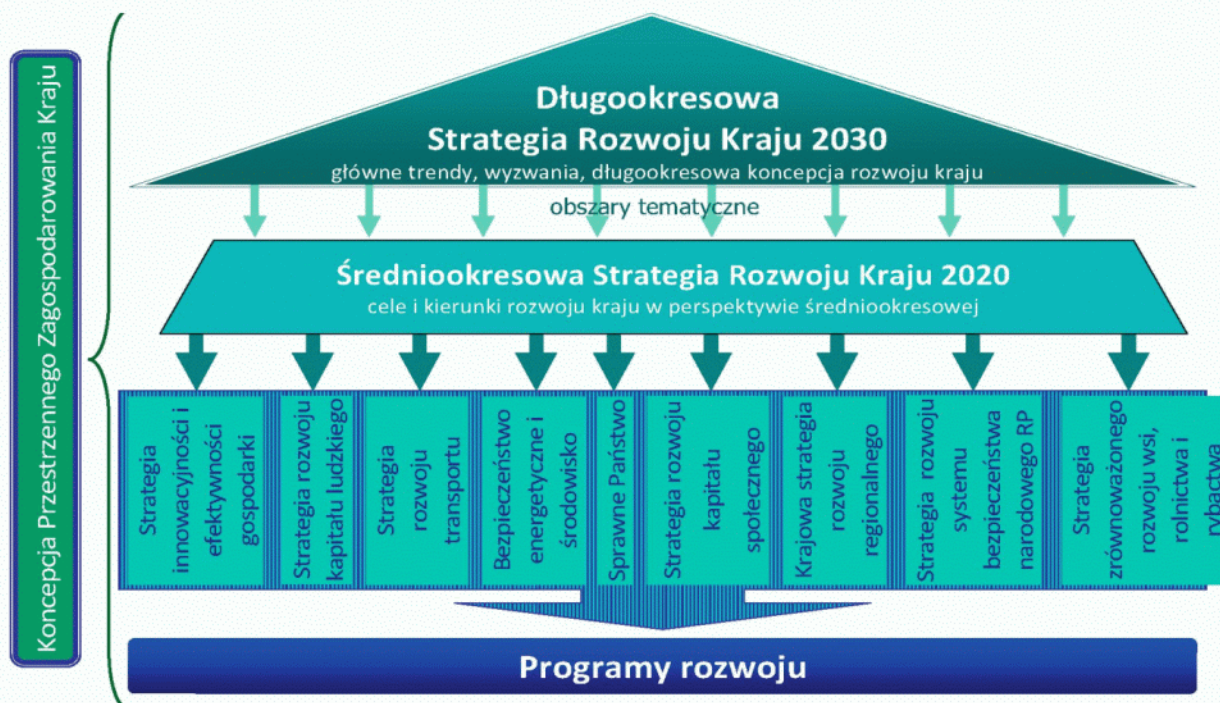 Koncepcja Przestrzennego Zagospodarowania Kraju
Długookresowa
Strategia Rozwoju Kraju 2030
główne trendy, wyzwania, długookresowa koncepcja rozwoju kraju
obszary tematyczne
Średniookresowa Strategia Rozwoju Kraju 2020
cele i kierunki rozwoju kraju w perspektywie średniookresowej
Strategia
innowacyjności i
efektywności
gospodarki
Strategia rozwoju
kapitału ludzkiego
Strategia
rozwoju
transportu
Bezpieczeństwo
energetyczne i
środowisko
Sprawne Państwo
Strategia rozwoju
kapitału
społecznego
Krajowa strategia
rozwoju
regionalnego
Strategia rozwoju
systemu
bezpieczeństwa
narodowego RP
Strategia
zrównoważonego
rozwoju wsi,
rolnictwa i
rybactwa
Programy rozwoju